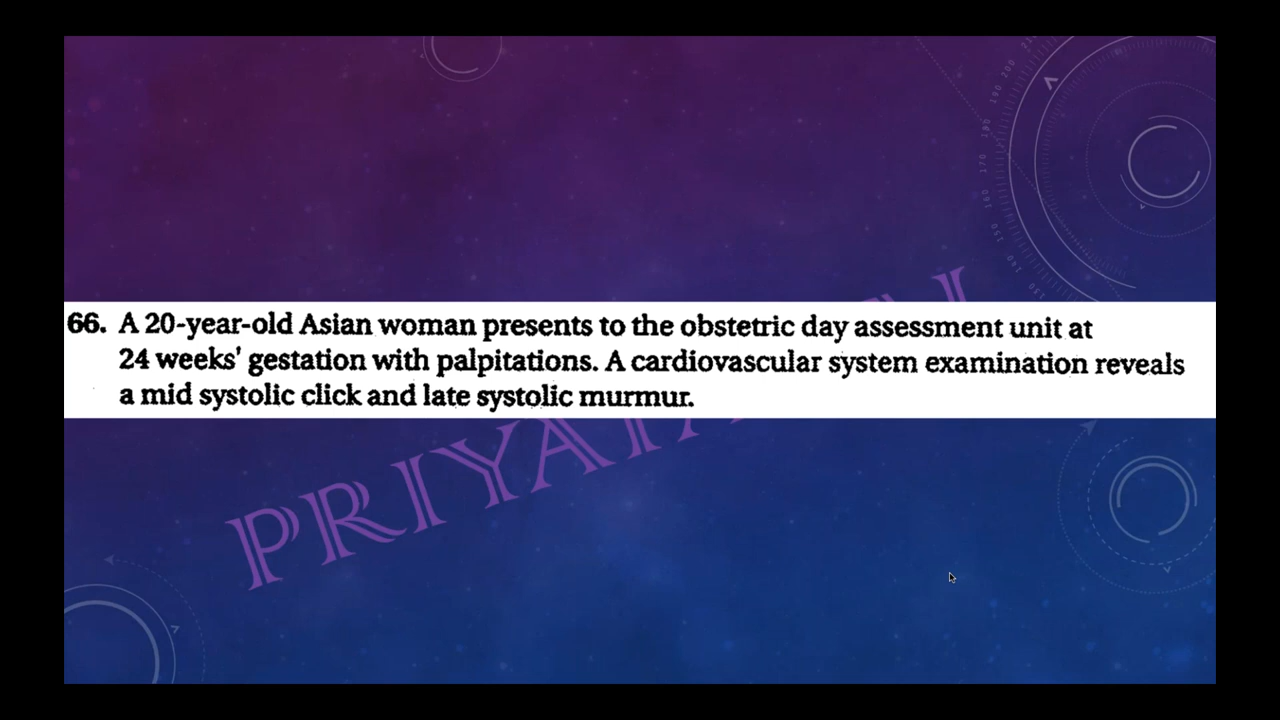 66. A 20-year-old Asian woman presents to the obstetric day assessment unit at
24 weeks' gestation with palpitations. A cardiovascular system examination reveals
a mid systolic click and late systolic murmur.